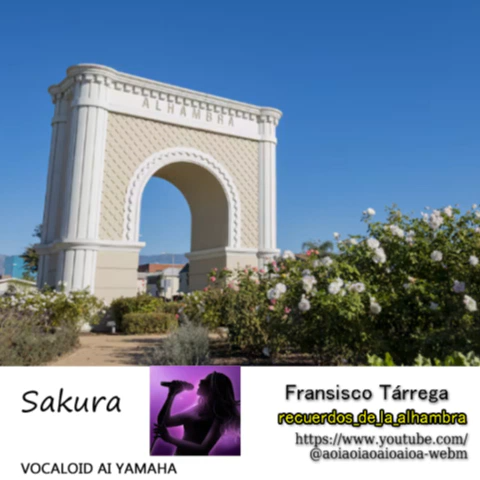 ALHAMBRA
Sakura
VOCALOID AI YAMAHA
Fransisco Tárrega
recuerdos_de_la_alhambra
https://www.youtube.com/
@aoiaoiaoaioaioa-webm